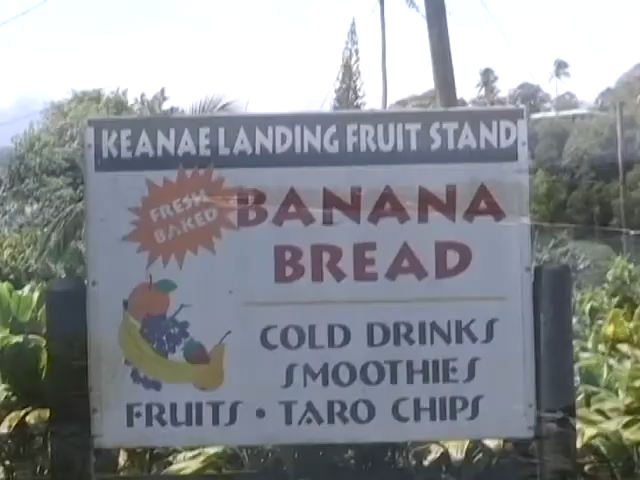 KEANAE LANDING FRUIT STAND
FRESH
BAKED
BANANA
BREAD
COLD DRINKS
SMOOTHIES
FRUITS • TARO CHIPS